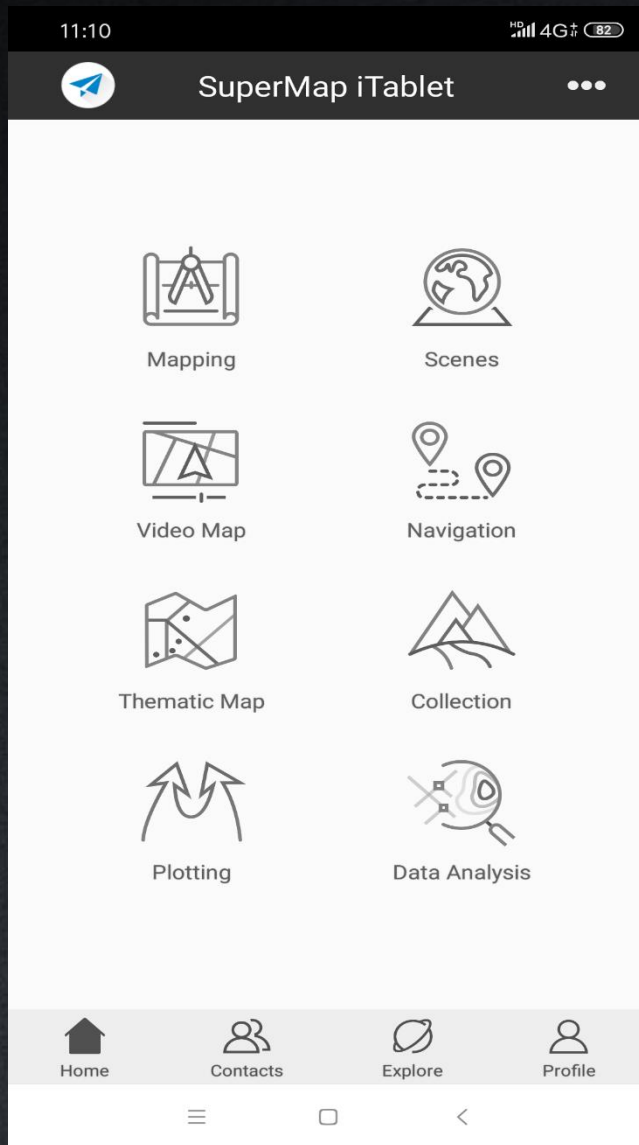 11:10 HD 4G 82
SuperMap iTablet
Mapping Scenes
Video Map Navigation
Thematic Map Collection
Plotting Data Analysis
Home Contacts Explore Profile